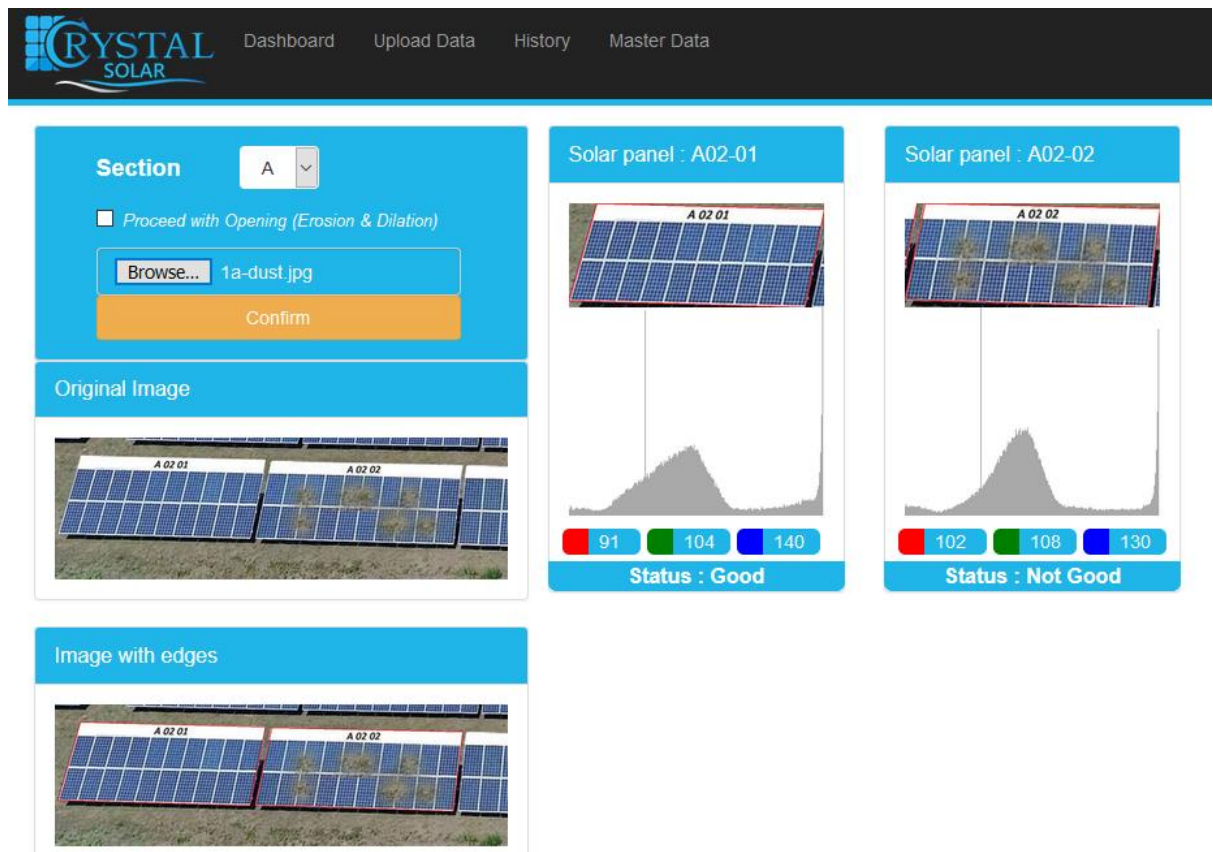 CRYSTAL
SOLAR
Dashboard Upload Data History Master Data
Section A
Proceed with Opening (Erosion & Dilation)
Browse... 1a-dust.jpg
Confirm
Original Image
A 02 01 A 02 02
Image with edges
A 02 01 A 02 02
Solar panel : A02-01
A 02 01
91 104 140
Status : Good
Solar panel : A02-02
A 02 02
102 108 130
Status : Not Good